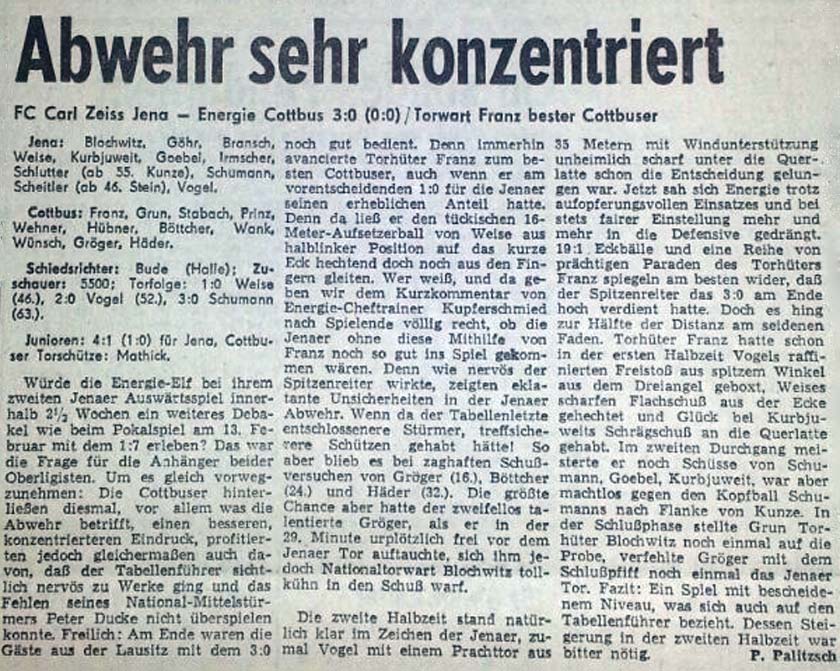 Abwehr sehr konzentriert
FC Carl Zeiss Jena — Energie Cottbus 3:0 (0:0) / Torwart Franz bester Cottbuser
Jena: Blochwitz, Göhr, Bransch,
Weise, Kurbjuweit, Goebel, Irmscher,
Schlutter (ab 55. Kunze), Schumann,
Scheitler (ab 46. Stein), Vogel.
Cottbus: Franz, Grun, Stabach, Prinz,
Wehner, Hübner, Böttcher, Wank,
Wünsch, Gröger, Häder.
Schiedsrichter: Bude (Halle); Zu-
schauer: 5500; Torfolge: 1:0 Weise
(46.), 2:0 Vogel (52.), 3:0 Schumann
(63.).
Junioren: 4:1 (1:0) für Jena, Cottbu-
ser Torschütze: Mathick.
Würde die Energie-Elf bei ihrem
zweiten Jenaer Auswärtsspiel inner-
halb 2½ Wochen ein weiteres Deba-
kel wie beim Pokalspiel am 13. Fe-
bruar mit dem 1:7 erleben? Das war
die Frage für die Anhänger beider
Oberligisten. Um es gleich vorweg-
zunehmen: Die Cottbuser hinter-
ließen diesmal, vor allem was die
Abwehr betrifft, einen besseren,
konzentrierteren Eindruck, profitier-
ten jedoch gleichermaßen auch da-
von, daß der Tabellenführer sicht-
lich nervös zu Werke ging und das
Fehlen seines National-Mittelstür-
mers Peter Ducke nicht überspielen
konnte. Freilich: Am Ende waren die
Gäste aus der Lausitz mit dem 3:0
noch gut bedient. Denn immerhin
avancierte Torhüter Franz zum be-
sten Cottbuser, auch wenn er am
vorentscheidenden 1:0 für die Jenaer
seinen erheblichen Anteil hatte.
Denn da ließ er den tückischen 16-
Meter-Aufsetzerball von Weise aus
halblinker Position auf das kurze
Eck hechtend doch noch aus den Fin-
gern gleiten. Wer weiß, und da ge-
ben wir dem Kurzkommentar von
Energie-Cheftrainer Kupferschmied
nach Spielende völlig recht, ob die
Jenaer ohne diese Mithilfe von
Franz noch so gut ins Spiel gekom-
men wären. Denn wie nervös der
Spitzenreiter wirkte, zeigten ekla-
tante Unsicherheiten in der Jenaer
Abwehr. Wenn da der Tabellenletzte
entschlossenere Stürmer, treffsiche-
rere Schützen gehabt hätte! So
aber blieb es bei zaghaften Schuß-
versuchen von Gröger (16.), Böttcher
(24.) und Häder (32.). Die größte
Chance aber hatte der zweifellos ta-
lentierte Gröger, als er in der
29. Minute urplötzlich frei vor dem
Jenaer Tor auftauchte, sich ihm je-
doch Nationaltorwart Blochwitz toll-
kühn in den Schuß warf.
Die zweite Halbzeit stand natür-
lich klar im Zeichen der Jenaer, zu-
mal Vogel mit einem Prachttor aus
35 Metern mit Windunterstützung
unheimlich scharf unter die Quer-
latte schon die Entscheidung gelun-
gen war. Jetzt sah sich Energie trotz
aufopferungsvollen Einsatzes und bei
stets fairer Einstellung mehr und
mehr in die Defensive gedrängt.
19:1 Eckbälle und eine Reihe von
prächtigen Paraden des Torhüters
Franz spiegeln am besten wider, daß
der Spitzenreiter das 3:0 am Ende
hoch verdient hatte. Doch es hing
zur Hälfte der Distanz am seidenen
Faden. Torhüter Franz hatte schon
in der ersten Halbzeit Vogels raffi-
nierten Freistoß aus spitzem Winkel
aus dem Dreiangel geboxt, Weises
scharfen Flachschuß aus der Ecke
gehechtet und Glück bei Kurbju-
weits Schrägschuß an die Querlatte
gehabt. Im zweiten Durchgang mei-
sterte er noch Schüsse von Schu-
mann, Goebel, Kurbjuweit, war aber
machtlos gegen den Kopfball Schu-
manns nach Flanke von Kunze. In
der Schlußphase stellte Grun Tor-
hüter Blochwitz noch einmal auf die
Probe, verfehlte Gröger mit dem
Schlußpfiff noch einmal das Jenaer
Tor. Fazit: Ein Spiel mit bescheide-
nem Niveau, was sich auch auf den
Tabellenführer bezieht. Dessen Stei-
gerung in der zweiten Halbzeit war
bitter nötig. P. Palitzsch